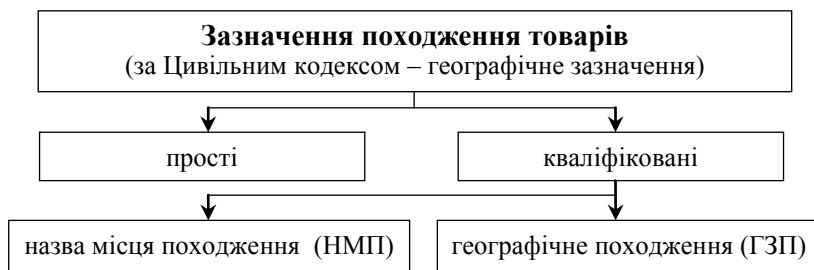 Зазначення походження товарів
(за Цивільним кодексом – географічне зазначення)
прості
кваліфіковані
назва місця походження (НМП)
географічне походження (ГЗП)